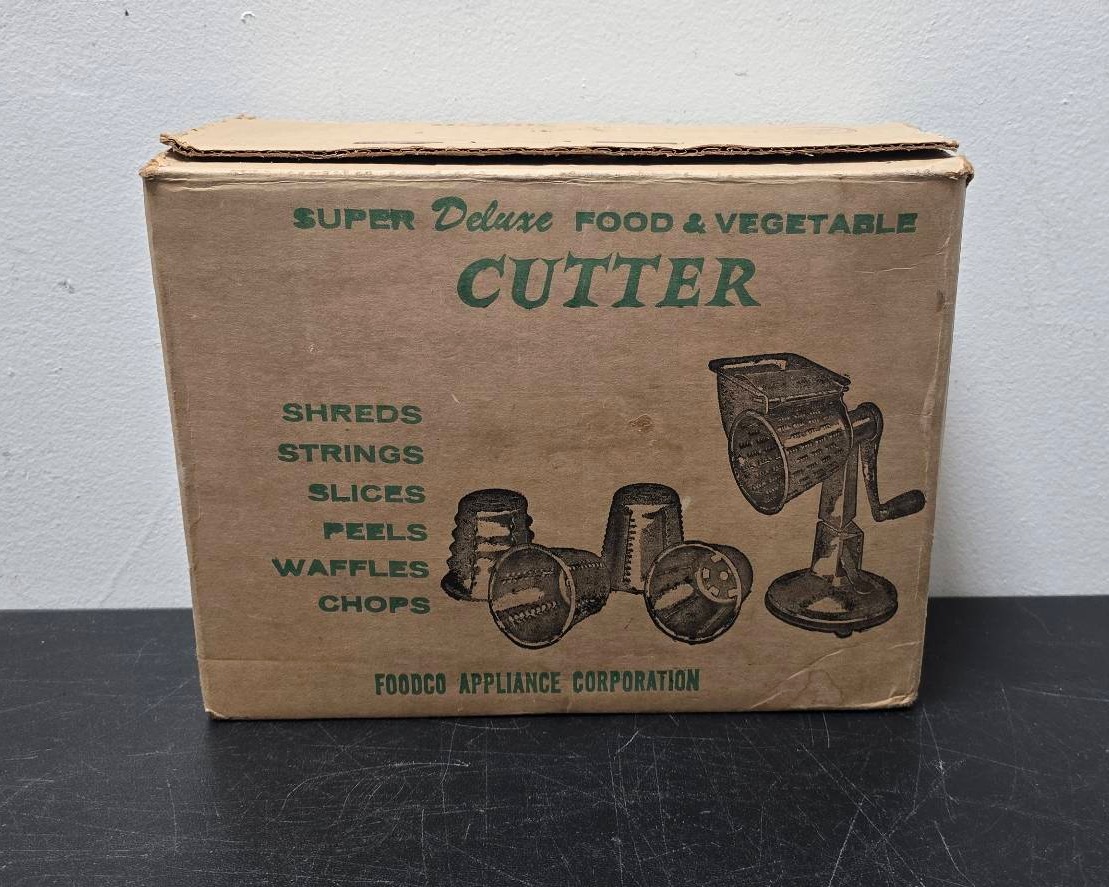 SUPER Deluxe FOOD & VEGETABLE
CUTTER
SHREDS
STRINGS
SLICES
PEELS
WAFFLES
CHOPS
FOODCO APPLIANCE CORPORATION